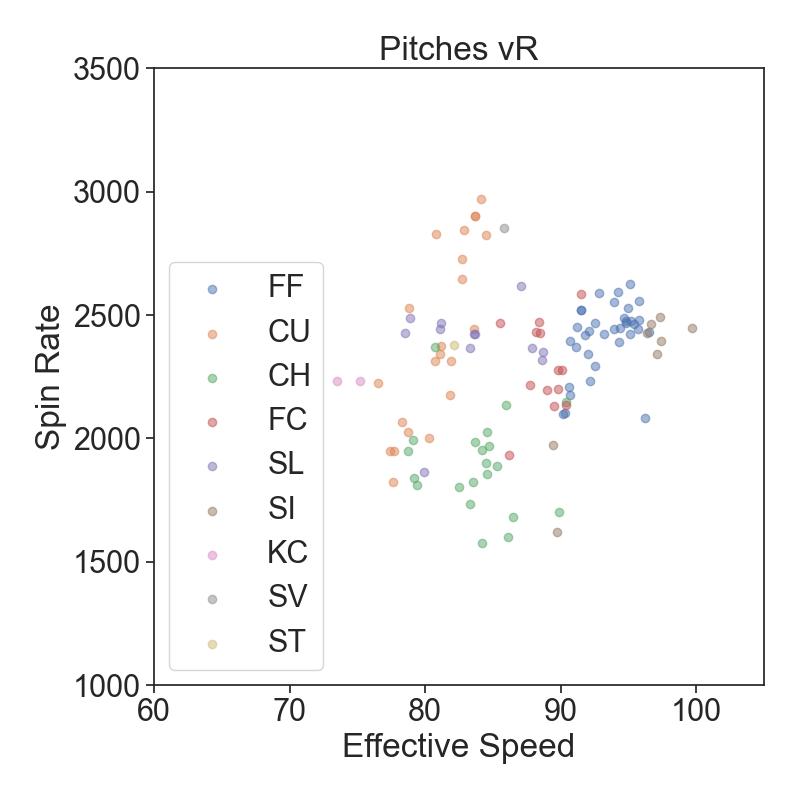 Pitches vR
3500
3000
2500
2000
1500
1000
Spin Rate
FF
CU
CH
FC
SL
SI
KC
SV
ST
60 70 80 90 100
Effective Speed